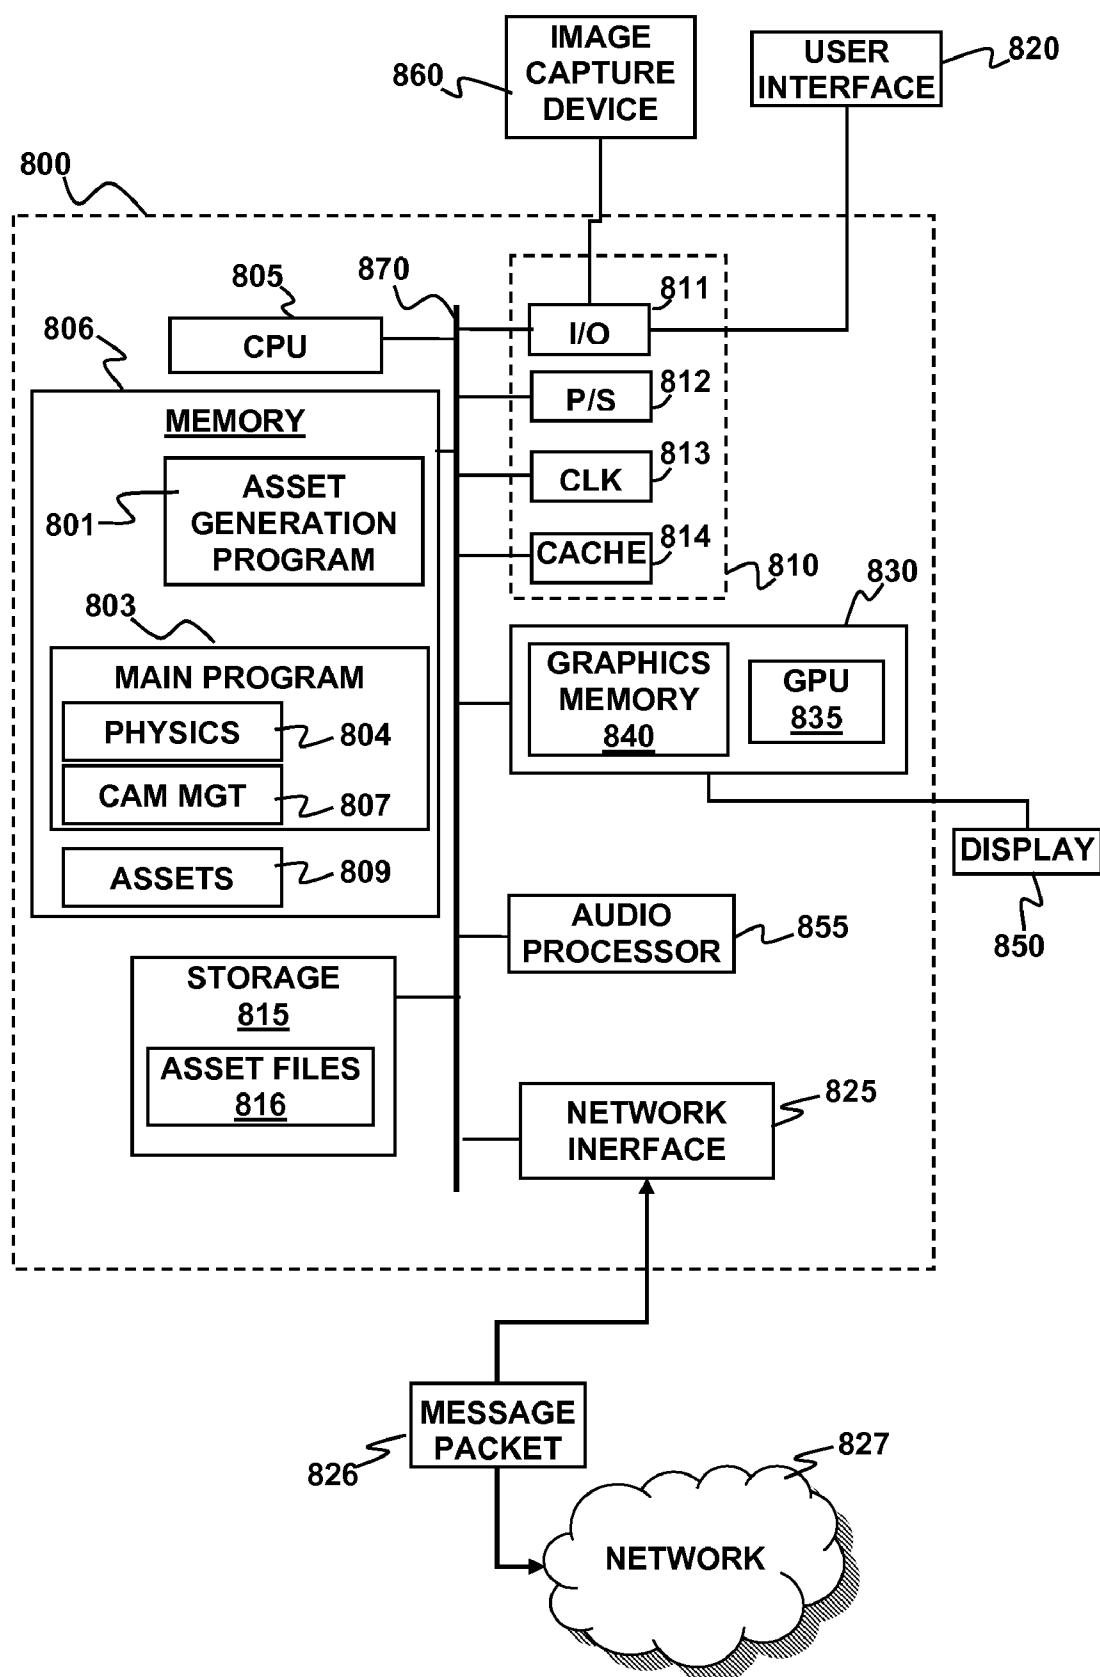 IMAGE
CAPTURE
DEVICE
860
USER
INTERFACE
820
800
805
870
811
CPU
I/O
806
812
P/S
MEMORY
813
CLK
ASSET
GENERATION
PROGRAM
801
814
CACHE
810
830
803
MAIN PROGRAM
GRAPHICS
MEMORY
840
GPU
835
PHYSICS
804
CAM MGT
807
DISPLAY
850
ASSETS
809
AUDIO
PROCESSOR
855
STORAGE
815
ASSET FILES
816
NETWORK
INERFACE
825
MESSAGE
PACKET
826
827
NETWORK